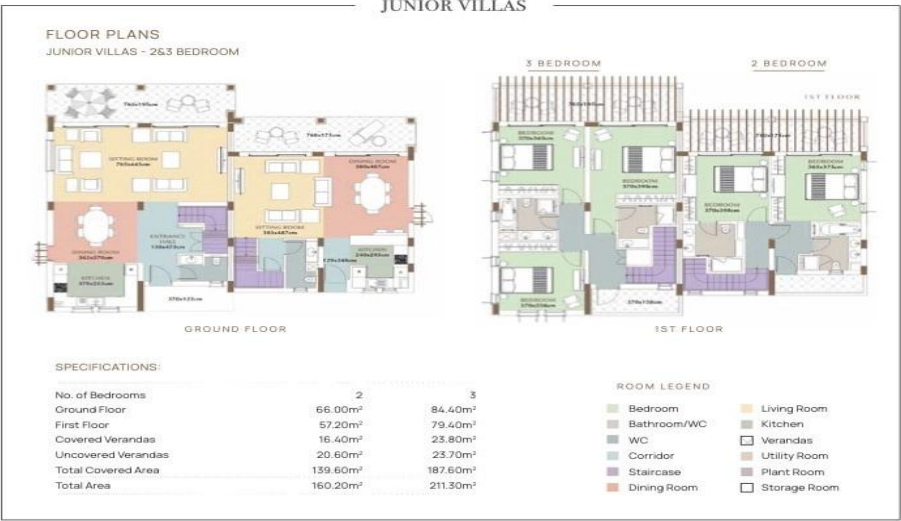 JUNIOR VILLAS
FLOOR PLANS
JUNIOR VILLAS - 2&3 BEDROOM
3 BEDROOM
2 BEDROOM
1ST FLOOR
SITTING ROOM
DINING ROOM
SITTING ROOM
ENTRANCE
HALL
DINING ROOM
KITCHEN
KITCHEN
BEDROOM
BEDROOM
BEDROOM
BEDROOM
BEDROOM
GROUND FLOOR
1ST FLOOR
SPECIFICATIONS:
No. of Bedrooms 2 3
Ground Floor 66.00m² 84.40m²
First Floor 57.20m² 79.40m²
Covered Verandas 16.40m² 23.80m²
Uncovered Verandas 20.60m² 23.70m²
Total Covered Area 139.60m² 187.60m²
Total Area 160.20m² 211.30m²
ROOM LEGEND
Bedroom
Bathroom/WC
WC
Corridor
Staircase
Dining Room
Living Room
Kitchen
Verandas
Utility Room
Plant Room
Storage Room